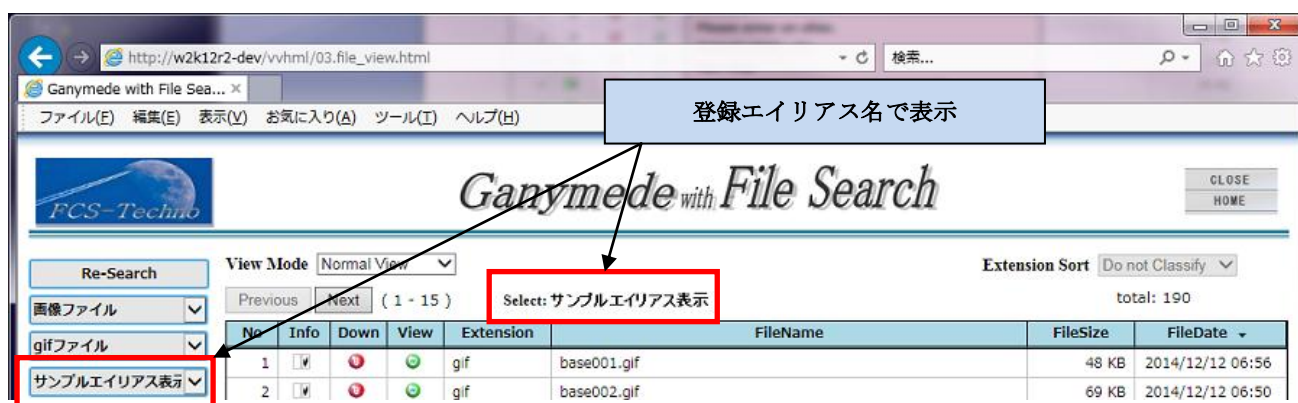 http://w2k12r2-dev/vvhml/03.file_view.html
検索...
Ganymede with File Sea...
ファイル(F) 編集(E) 表示(V) お気に入り(A) ツール(T) ヘルプ(H)
登録エイリアス名で表示
FCS-Techno
Ganymede with File Search
CLOSE
HOME
Re-Search
View Mode Normal View
Extension Sort Do not Classify
画像ファイル
Previous Next ( 1 - 15 ) Select: サンプルエイリアス表示 total: 190
gifファイル
No Info Down View Extension FileName FileSize FileDate
サンプルエイリアス表示
1 gif base001.gif 48 KB 2014/12/12 06:56
2 gif base002.gif 69 KB 2014/12/12 06:50